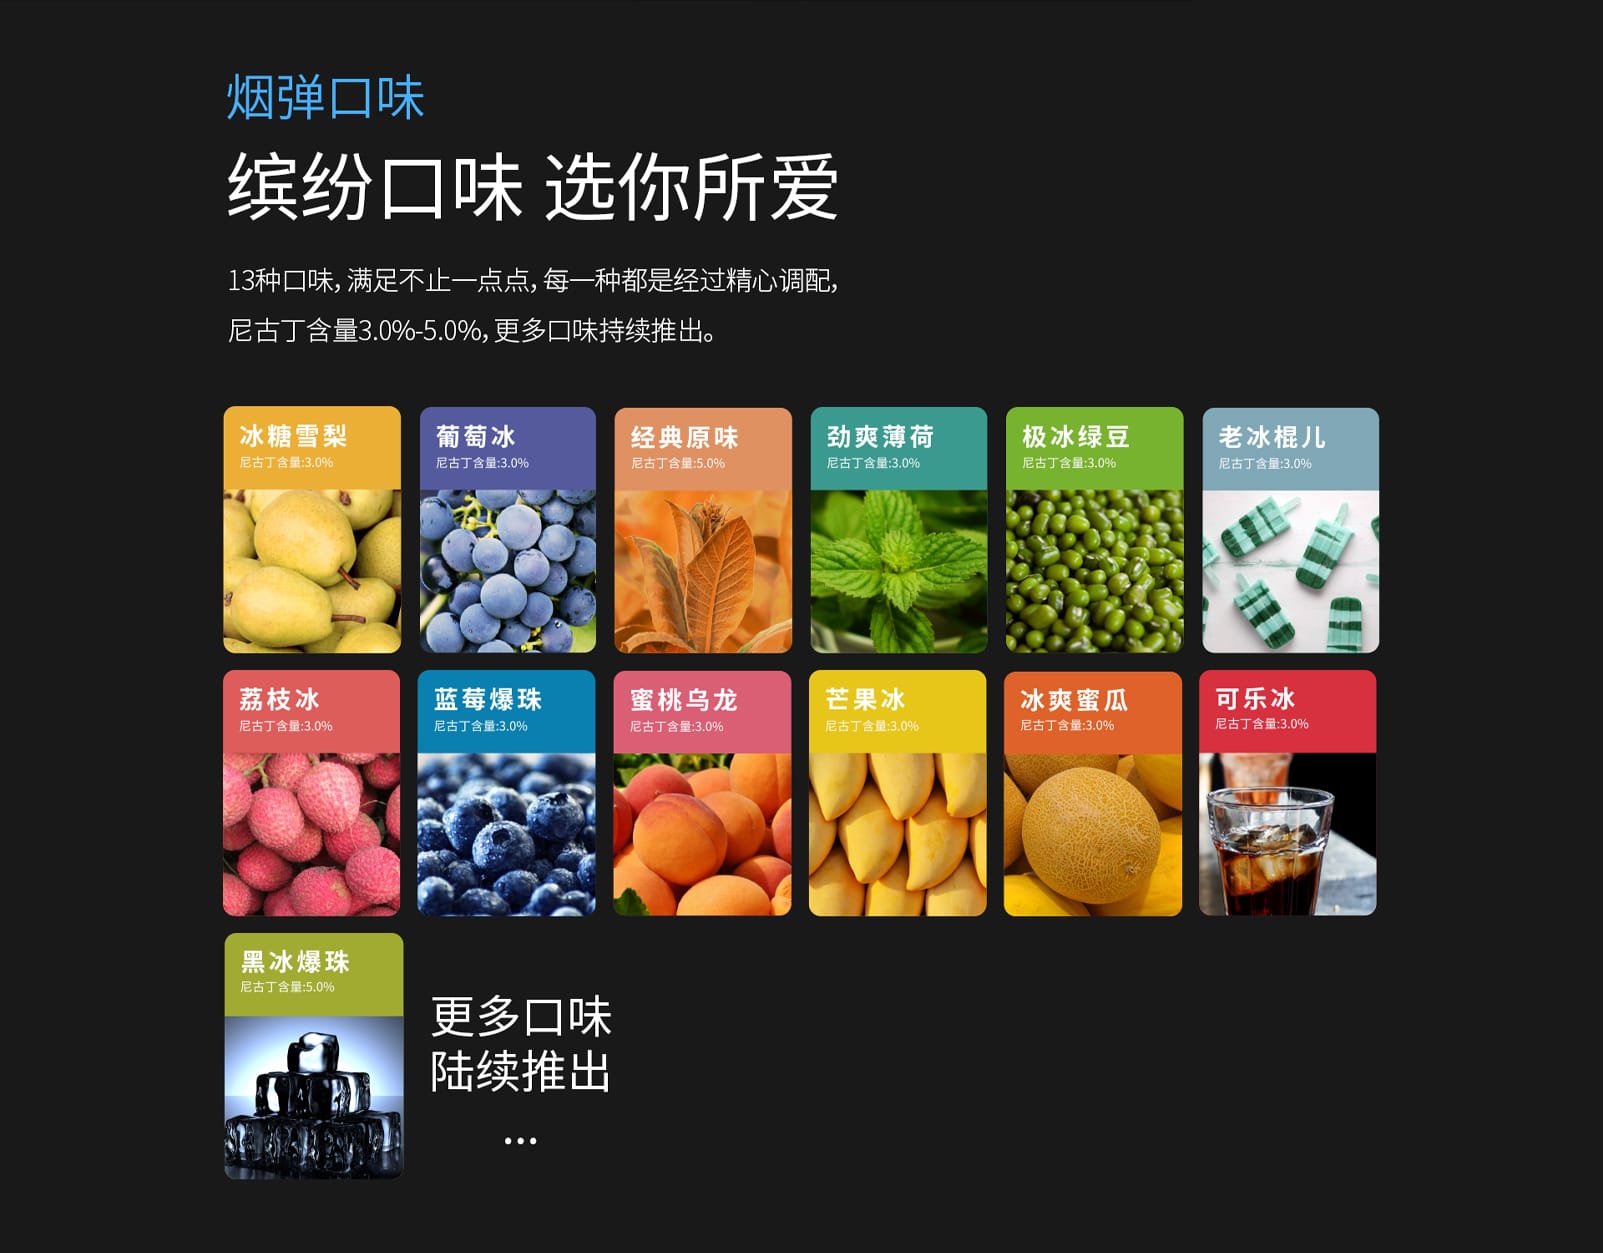 烟弹口味
缤纷口味 选你所爱
13种口味, 满足不止一点点, 每一种都是经过精心调配,
尼古丁含量3.0%-5.0%, 更多口味持续推出。
冰糖雪梨
尼古丁含量:3.0%
葡萄冰
尼古丁含量:3.0%
经典原味
尼古丁含量:5.0%
劲爽薄荷
尼古丁含量:3.0%
极冰绿豆
尼古丁含量:3.0%
老冰棍儿
尼古丁含量:3.0%
荔枝冰
尼古丁含量:3.0%
蓝莓爆珠
尼古丁含量:3.0%
蜜桃乌龙
尼古丁含量:3.0%
芒果冰
尼古丁含量:3.0%
冰爽蜜瓜
尼古丁含量:3.0%
可乐冰
尼古丁含量:3.0%
黑冰爆珠
尼古丁含量:5.0%
更多口味
陆续推出
...